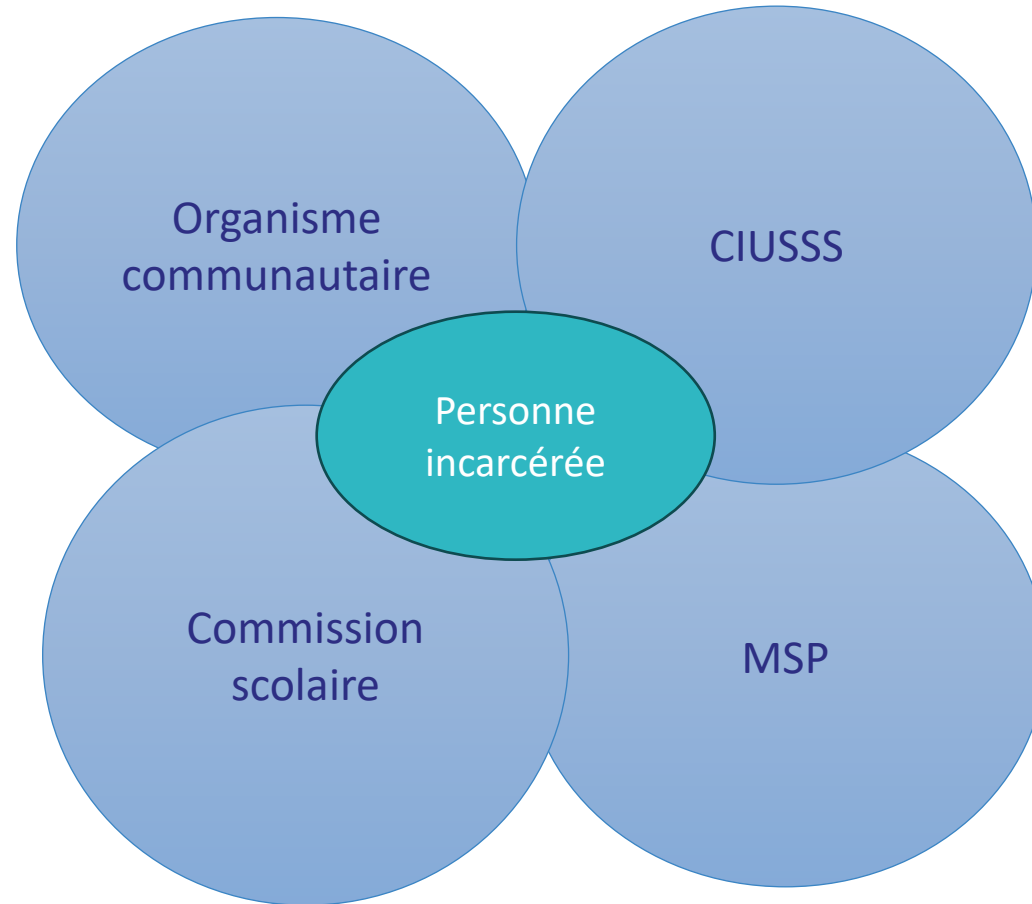 Organisme
communautaire
CIUSSS
Personne
incarcérée
Commission
scolaire
MSP